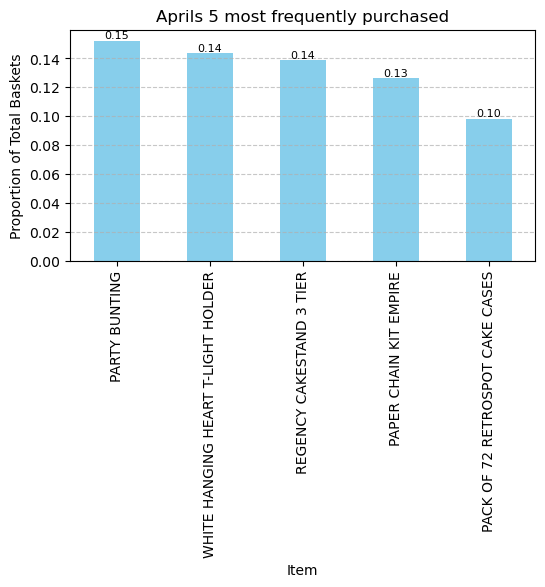 Aprils 5 most frequently purchased
Proportion of Total Baskets
0.14
0.12
0.10
0.08
0.06
0.04
0.02
0.00
0.15
0.14
0.14
0.13
0.10
PARTY BUNTING
WHITE HANGING HEART T-LIGHT HOLDER
REGENCY CAKESTAND 3 TIER
PAPER CHAIN KIT EMPIRE
PACK OF 72 RETROSPOT CAKE CASES
Item